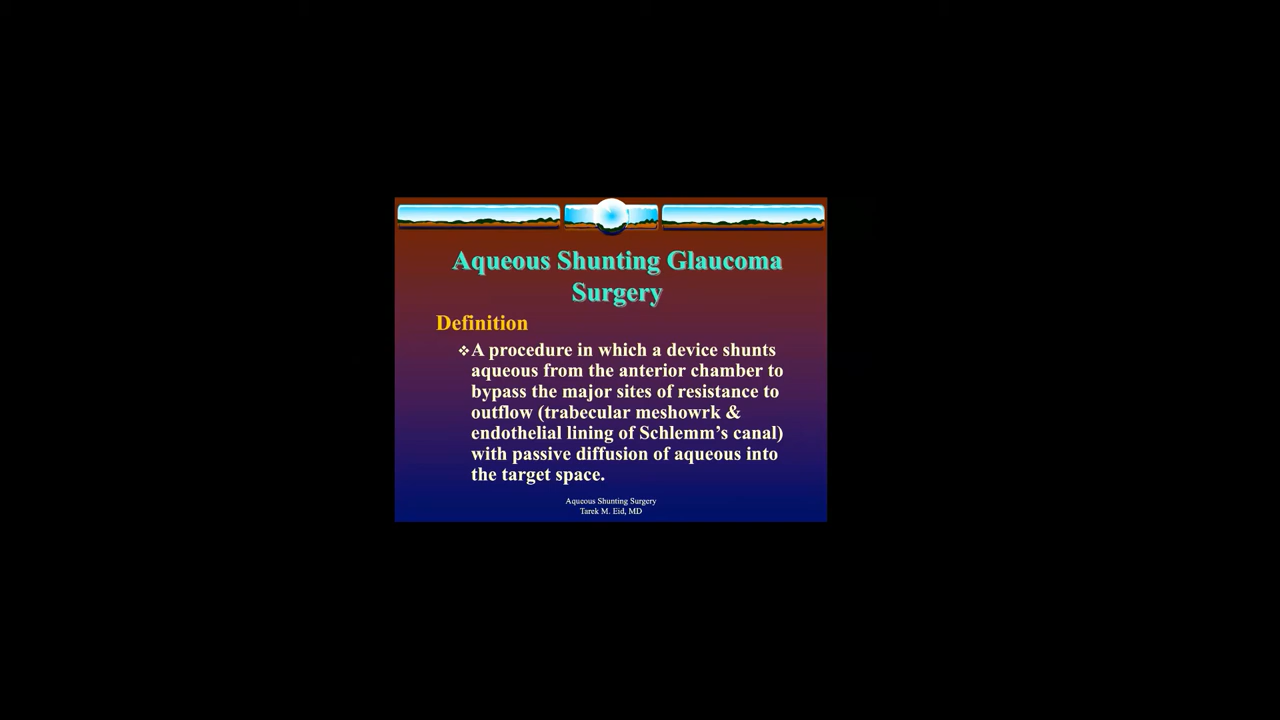 Aqueous Shunting Glaucoma
Surgery
Definition
❖A procedure in which a device shunts
aqueous from the anterior chamber to
bypass the major sites of resistance to
outflow (trabecular meshowrk &
endothelial lining of Schlemm’s canal)
with passive diffusion of aqueous into
the target space.
Aqueous Shunting Surgery
Tarek M. Eid, MD